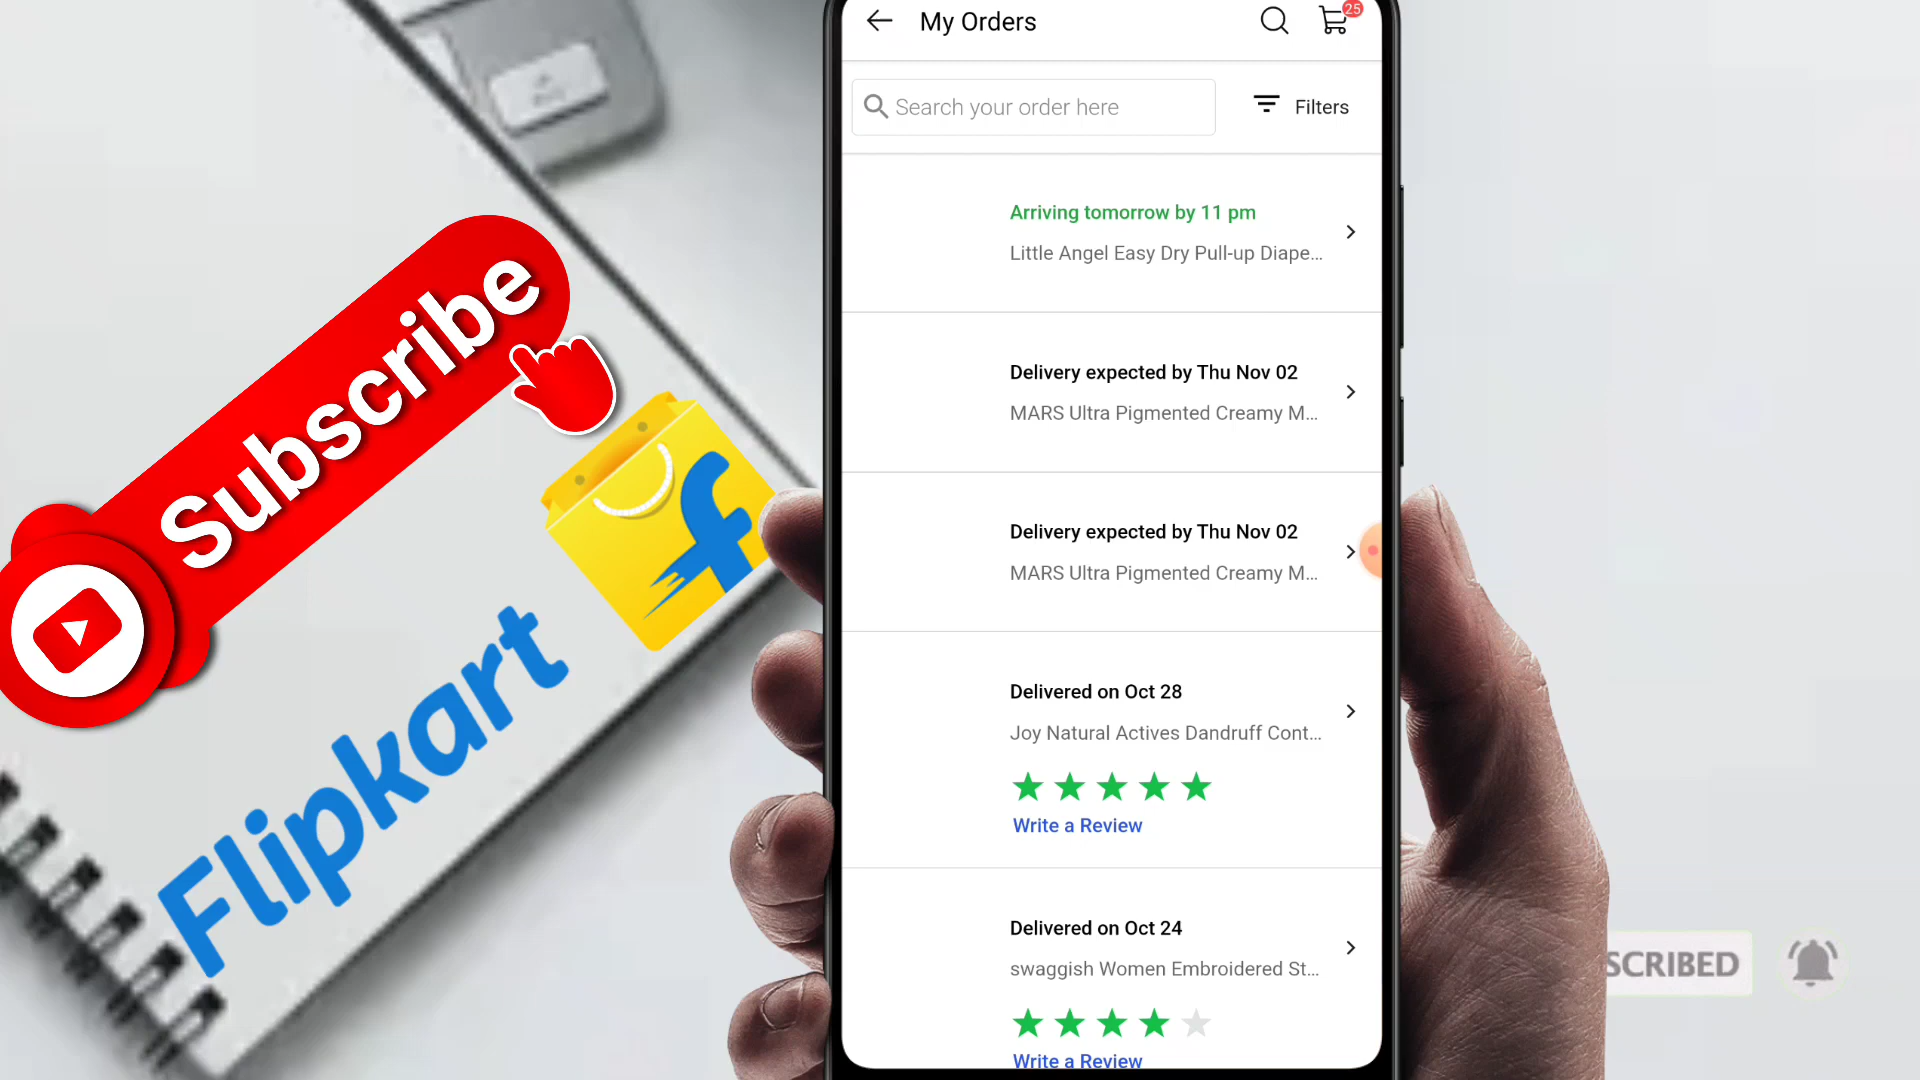 My Orders
25
Search your order here
Filters
Arriving tomorrow by 11 pm
Little Angel Easy Dry Pull-up Diape...
Delivery expected by Thu Nov 02
MARS Ultra Pigmented Creamy M...
Delivery expected by Thu Nov 02
MARS Ultra Pigmented Creamy M...
Delivered on Oct 28
Joy Natural Actives Dandruff Cont...
Write a Review
Delivered on Oct 24
swaggish Women Embroidered St...
Write a Review
Subscribe
f
Flipkart
SCRIBED